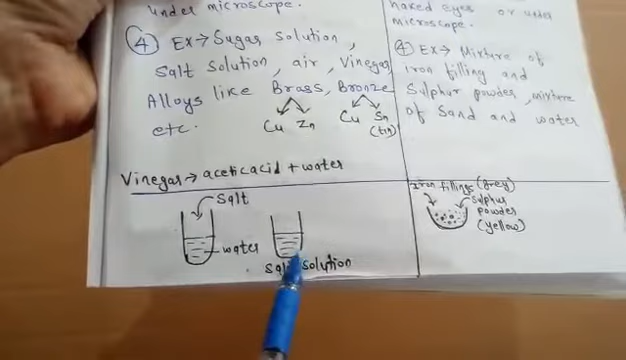 under microscope.
④ Ex→ Sugar solution,
Salt solution, air, Vinegar,
Alloys like Brass, Bronze
Cu Zn Cu Sn
(tin)
etc.
Vinegar→ acetic acid + water
naked eyes or under
microscope.
④ Ex→ Mixture of
iron filling and
Sulphur powder, mixture
of Sand and water
Salt
water
Salt solution
Iron fillings (grey)
Sulphur
powder
(yellow)